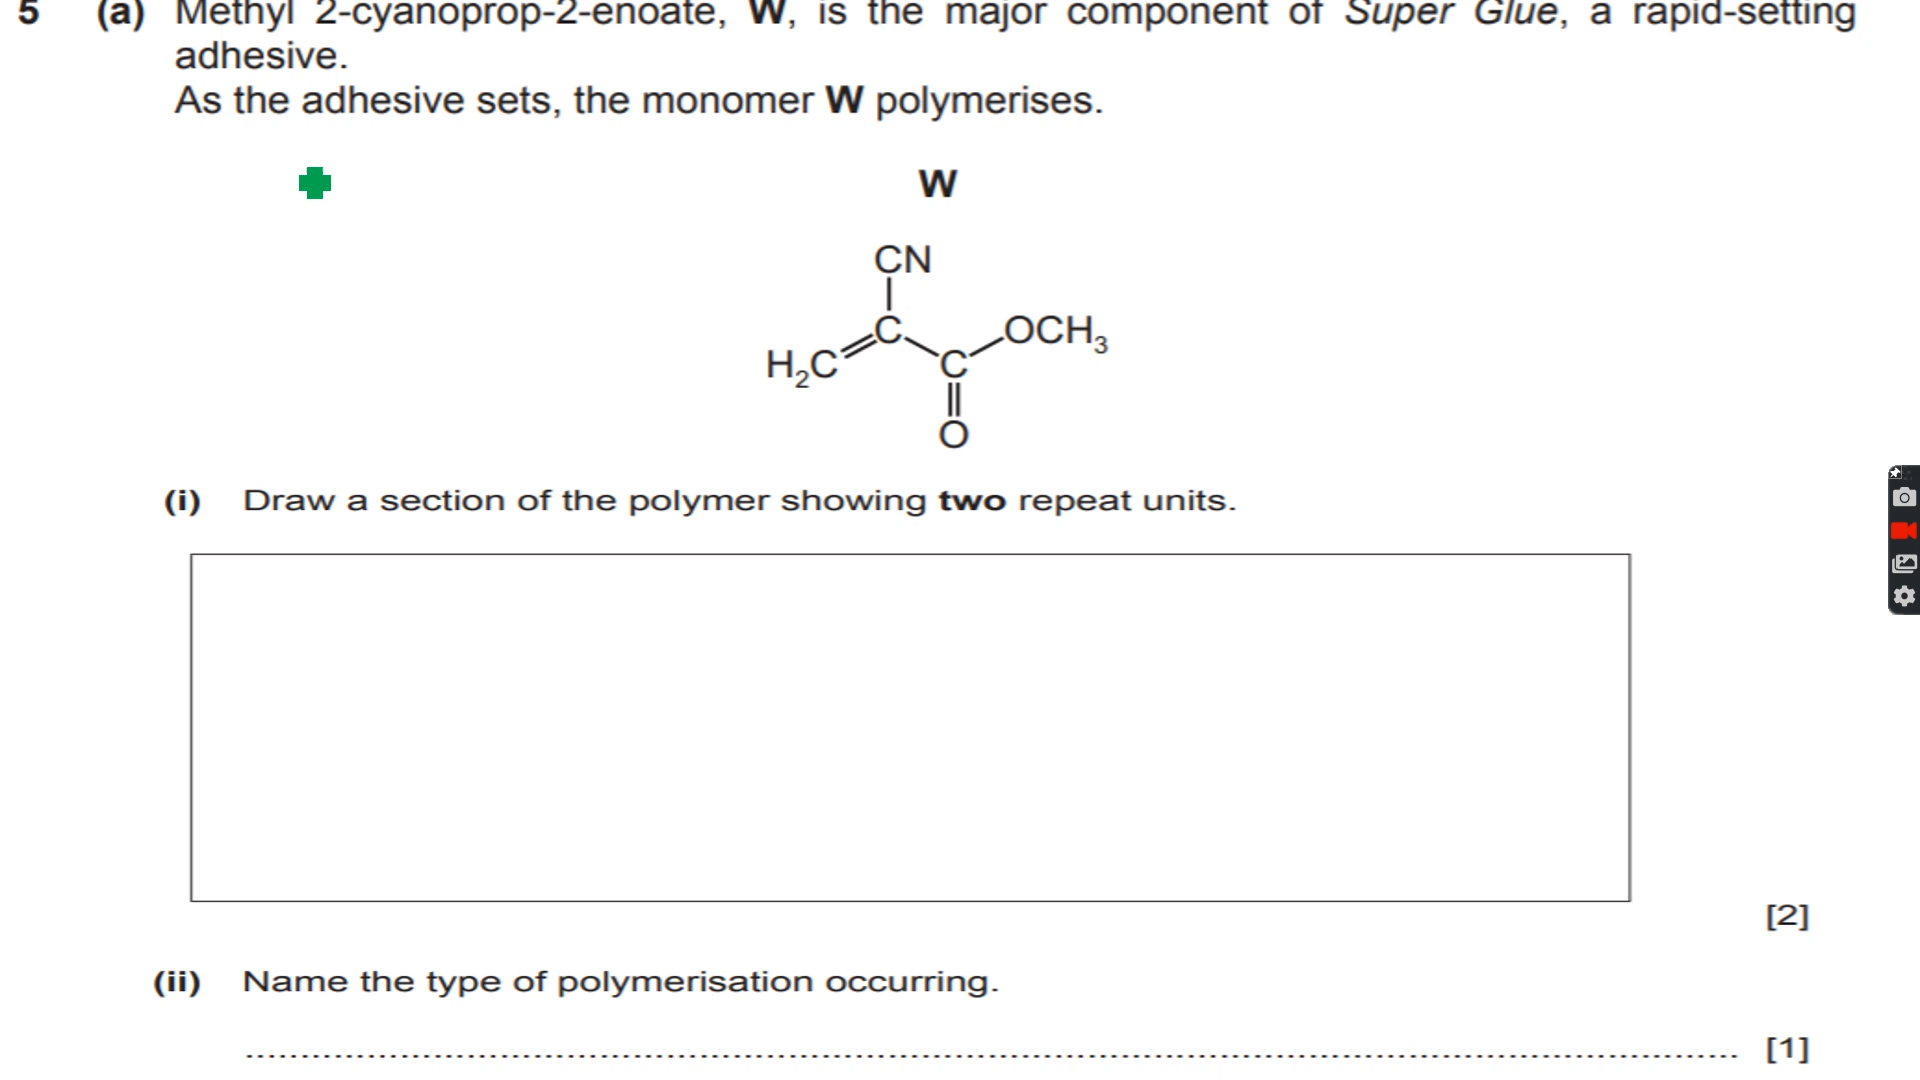 5 (a) Methyl 2-cyanoprop-2-enoate, W, is the major component of Super Glue, a rapid-setting
adhesive.
As the adhesive sets, the monomer W polymerises.
W
CN
C
OCH3
H2C
C
O
(i) Draw a section of the polymer showing two repeat units.
[2]
(ii) Name the type of polymerisation occurring.
[1]